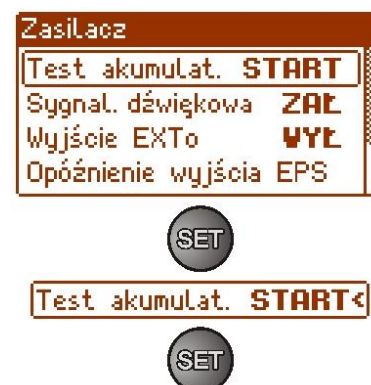 Zasilacz
Test akumulat. START
Sygnal. dźwiękowa ZAŁ
Wyjście EXTo WYŁ
Opóźnienie wyjścia EPS
SET
Test akumulat. START<
SET